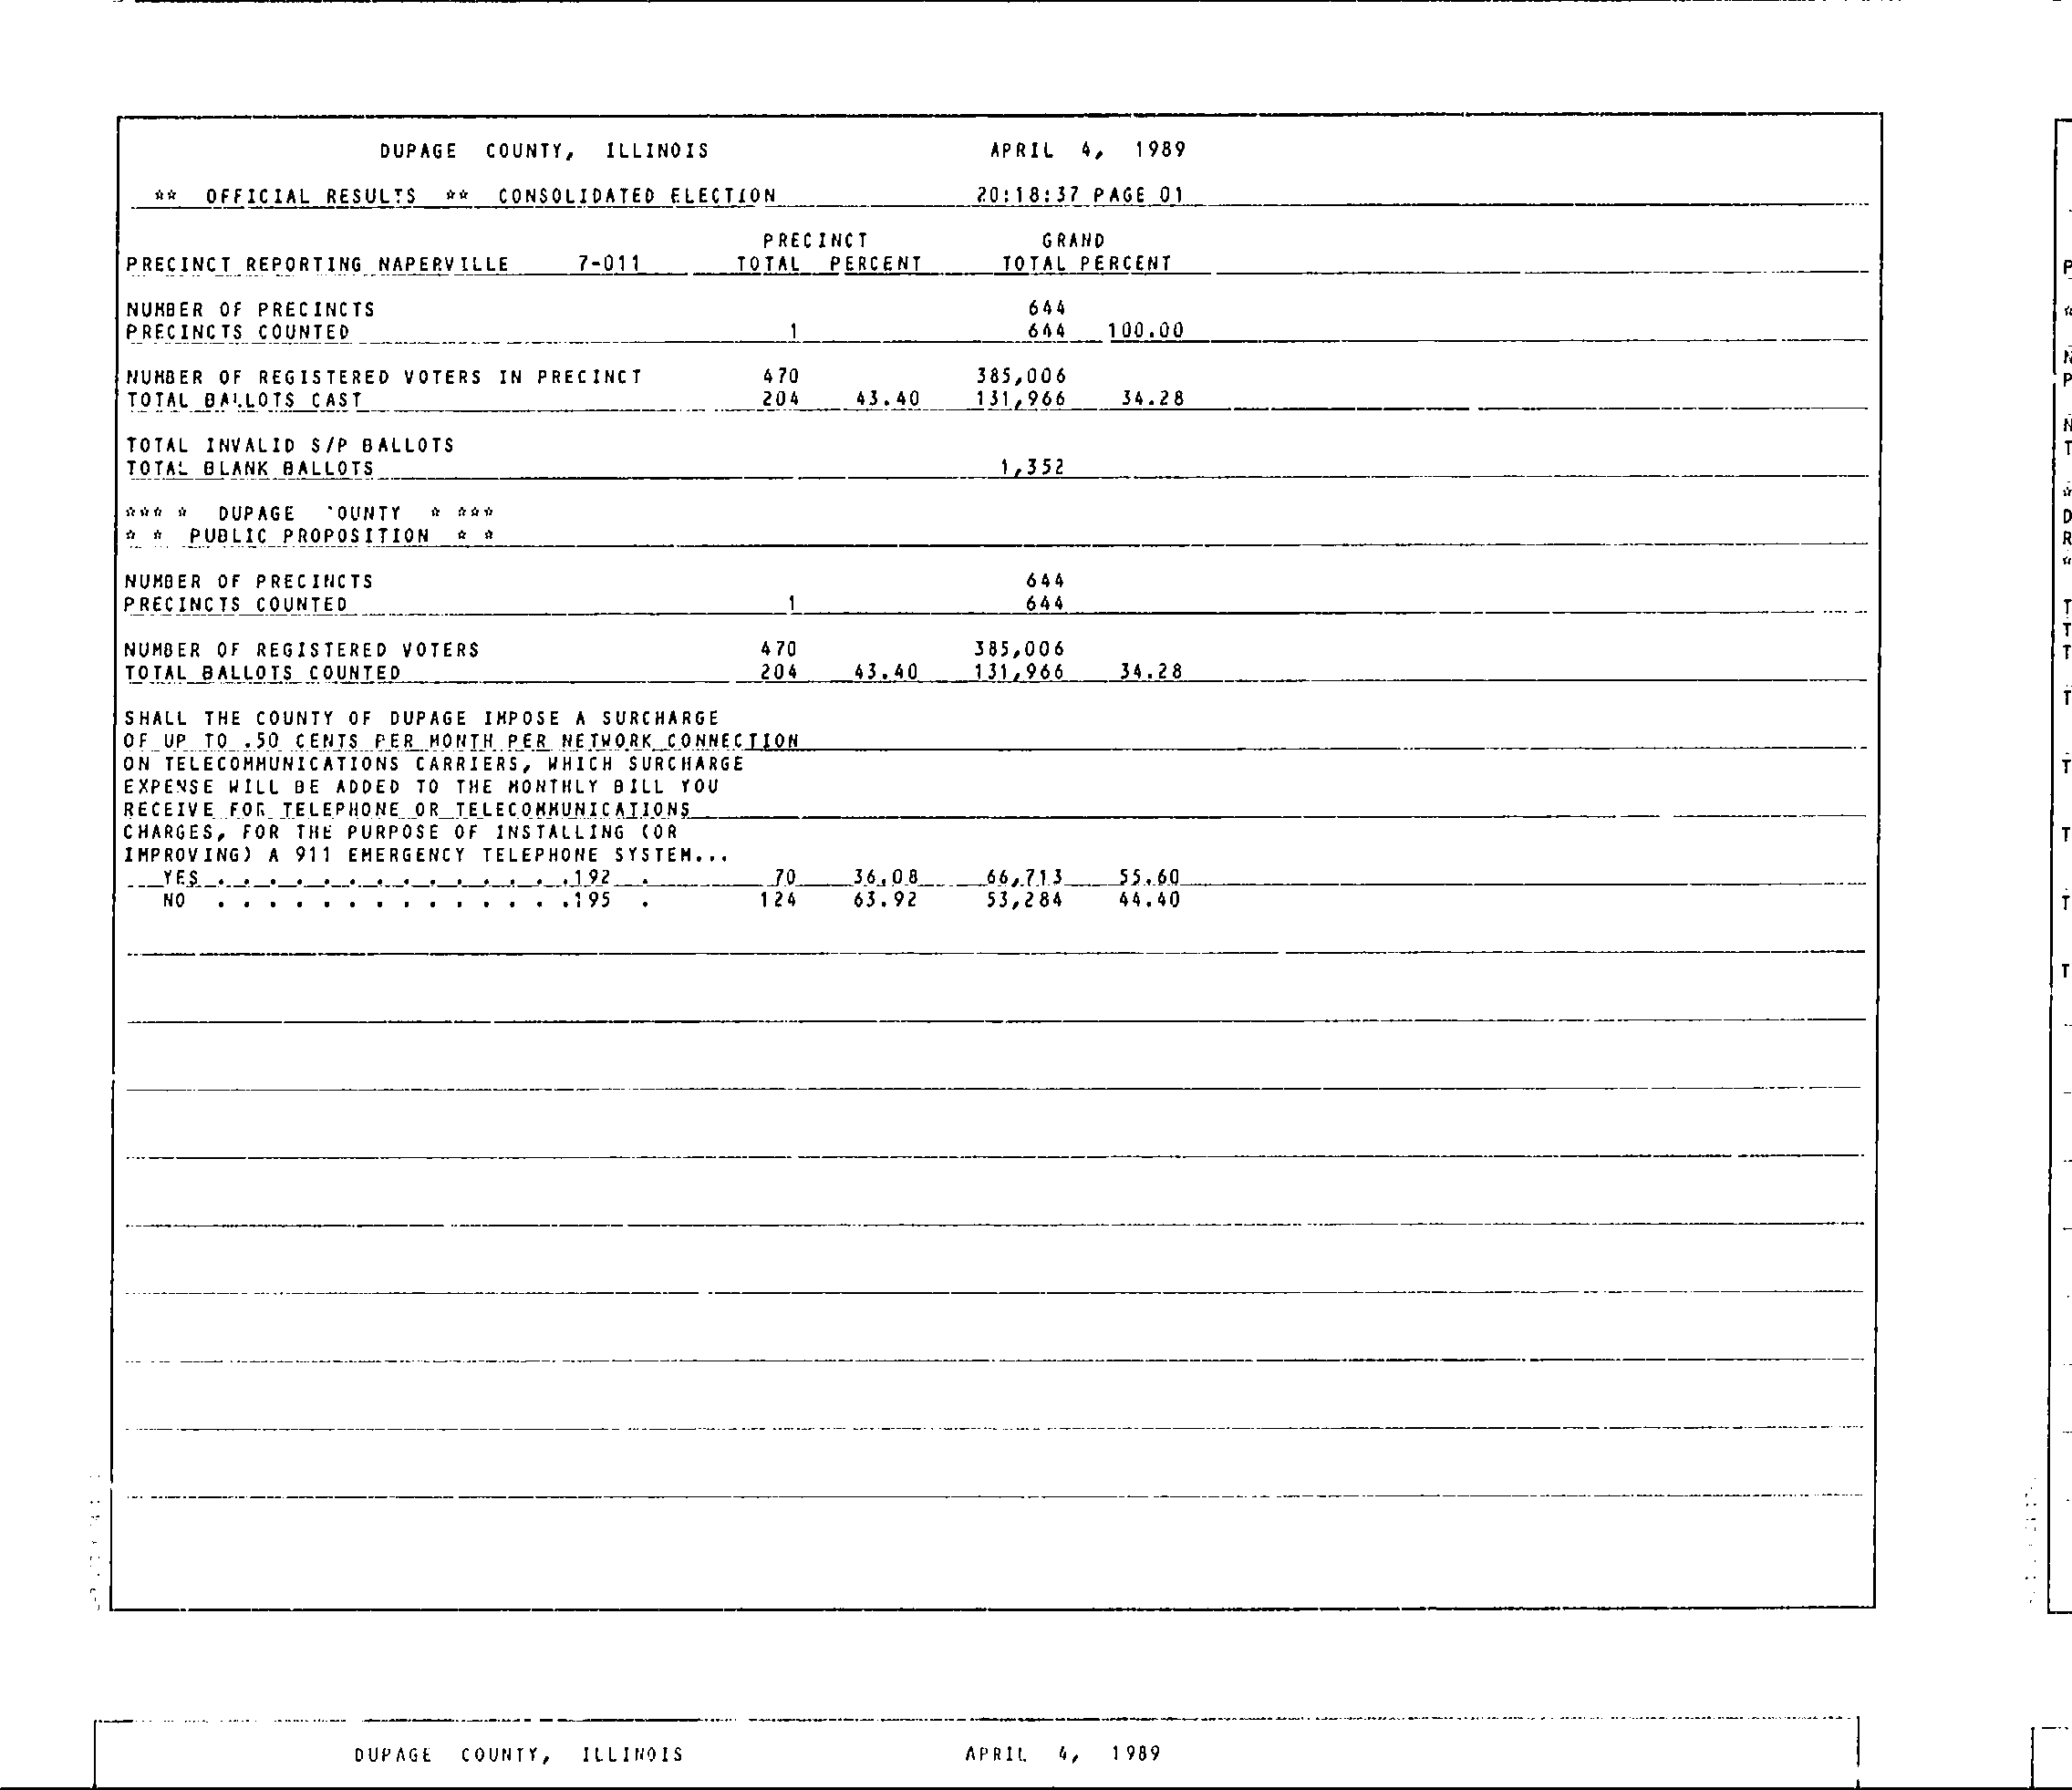 DUPAGE COUNTY, ILLINOIS APRIL 4, 1989
** OFFICIAL RESULTS ** CONSOLIDATED ELECTION 20:18:37 PAGE 01
PRECINCT GRAND
PRECINCT REPORTING NAPERVILLE 7-011 TOTAL PERCENT TOTAL PERCENT
NUMBER OF PRECINCTS 644
PRECINCTS COUNTED 1 644 100.00
NUMBER OF REGISTERED VOTERS IN PRECINCT 470 385,006
TOTAL BALLOTS CAST 204 43.40 131,966 34.28
TOTAL INVALID S/P BALLOTS
TOTAL BLANK BALLOTS 1,352
*** * DUPAGE OUNTY * ***
* * PUBLIC PROPOSITION * *
NUMBER OF PRECINCTS 644
PRECINCTS COUNTED 1 644
NUMBER OF REGISTERED VOTERS 470 385,006
TOTAL BALLOTS COUNTED 204 43.40 131,966 34.28
SHALL THE COUNTY OF DUPAGE IMPOSE A SURCHARGE
OF UP TO .50 CENTS PER MONTH PER NETWORK CONNECTION
ON TELECOMMUNICATIONS CARRIERS, WHICH SURCHARGE
EXPENSE WILL BE ADDED TO THE MONTHLY BILL YOU
RECEIVE FOR TELEPHONE OR TELECOMMUNICATIONS
CHARGES, FOR THE PURPOSE OF INSTALLING (OR
IMPROVING) A 911 EMERGENCY TELEPHONE SYSTEM...
YES . . . . . . . . . . . . . .192 . 70 36.08 66,713 55.60
NO . . . . . . . . . . . . . .195 . 124 63.92 53,284 44.40
DUPAGE COUNTY, ILLINOIS APRIL 4, 1989